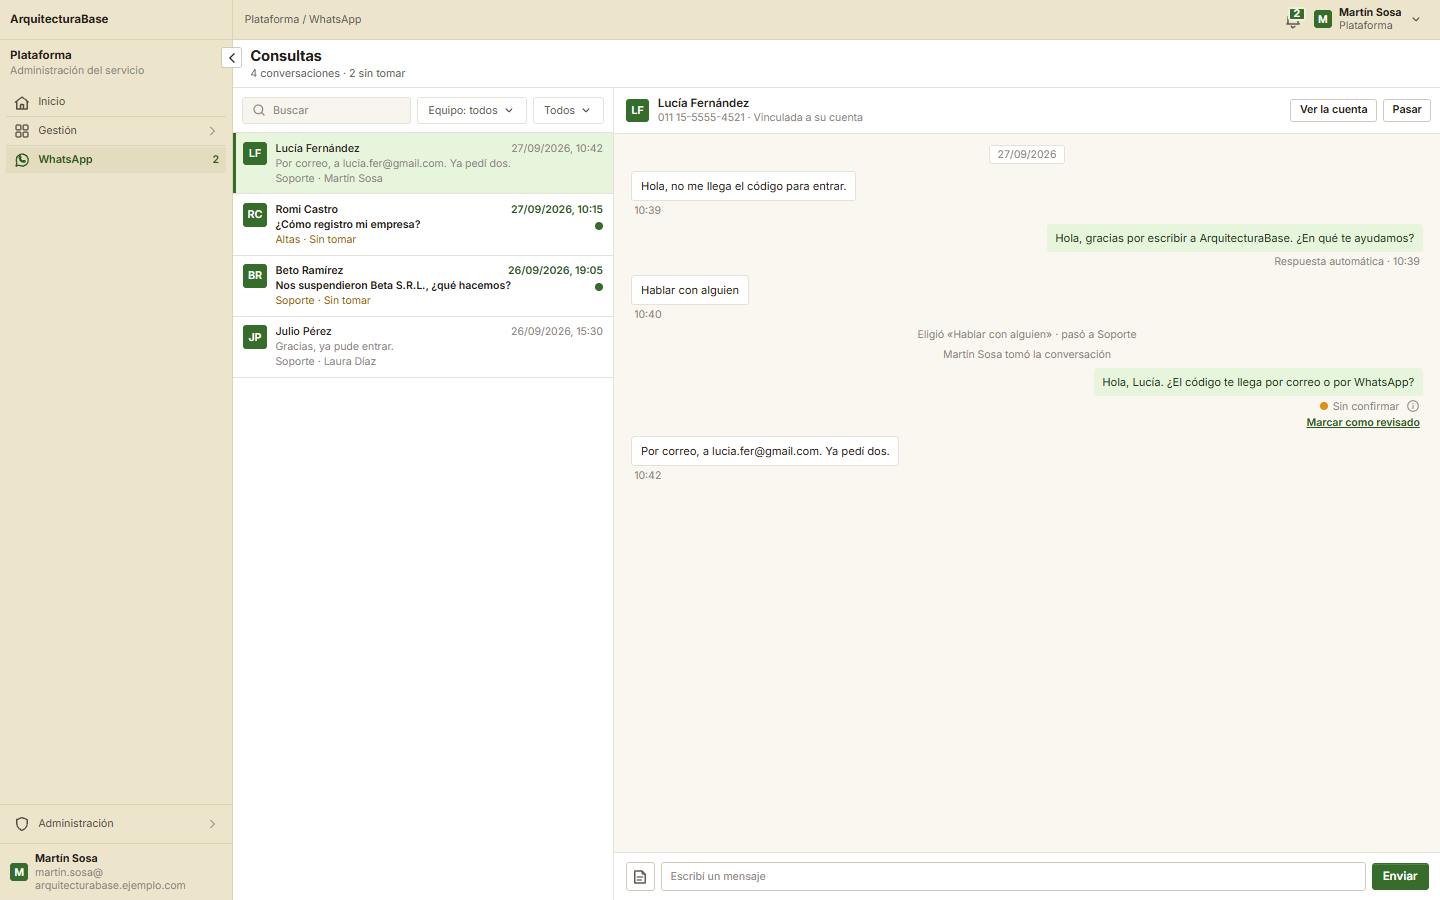 ArquitecturaBase
Plataforma / WhatsApp
2
M
Martín Sosa
Plataforma
Plataforma
Administración del servicio
Inicio
Gestión
WhatsApp
2
Administración
M
Martín Sosa
martin.sosa@
arquitecturabase.ejemplo.com
Consultas
4 conversaciones · 2 sin tomar
Buscar
Equipo: todos
Todos
LF
Lucía Fernández
27/09/2026, 10:42
Por correo, a lucia.fer@gmail.com. Ya pedí dos.
Soporte · Martín Sosa
RC
Romi Castro
27/09/2026, 10:15
¿Cómo registro mi empresa?
Altas · Sin tomar
BR
Beto Ramírez
26/09/2026, 19:05
Nos suspendieron Beta S.R.L., ¿qué hacemos?
Soporte · Sin tomar
JP
Julio Pérez
26/09/2026, 15:30
Gracias, ya pude entrar.
Soporte · Laura Díaz
LF
Lucía Fernández
011 15-5555-4521 · Vinculada a su cuenta
Ver la cuenta
Pasar
27/09/2026
Hola, no me llega el código para entrar.
10:39
Hola, gracias por escribir a ArquitecturaBase. ¿En qué te ayudamos?
Respuesta automática · 10:39
Hablar con alguien
10:40
Eligió «Hablar con alguien» · pasó a Soporte
Martín Sosa tomó la conversación
Hola, Lucía. ¿El código te llega por correo o por WhatsApp?
Sin confirmar
Marcar como revisado
Por correo, a lucia.fer@gmail.com. Ya pedí dos.
10:42
Escribí un mensaje
Enviar